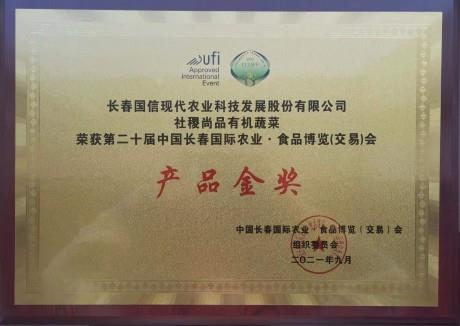 ufi
Approved
International
Event
长春国信现代农业科技发展股份有限公司
社稷尚品有机蔬菜
荣获第二十届中国长春国际农业·食品博览(交易)会
产品金奖
中国长春国际农业·食品博览(交易)会
组织委员会
二〇二一年九月